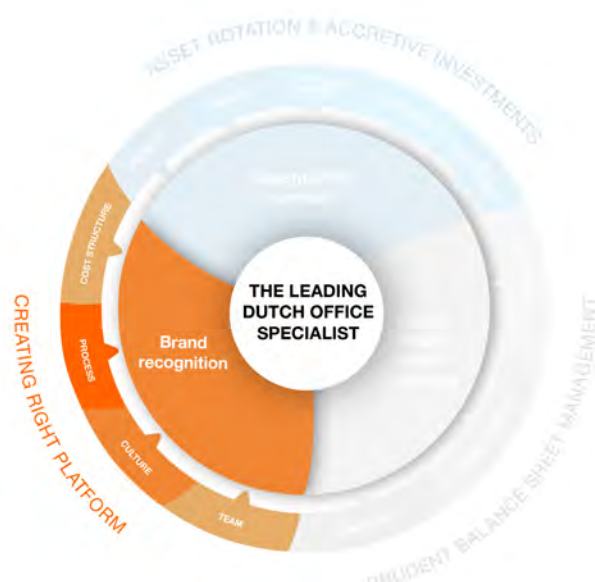 ASSET ROTATION & ACCRETIVE INVESTMENTS
THE LEADING
DUTCH OFFICE
SPECIALIST
Brand
recognition
COST STRUCTURE
PROCESS
CULTURE
TEAM
CREATING RIGHT PLATFORM
PRUDENT BALANCE SHEET MANAGEMENT